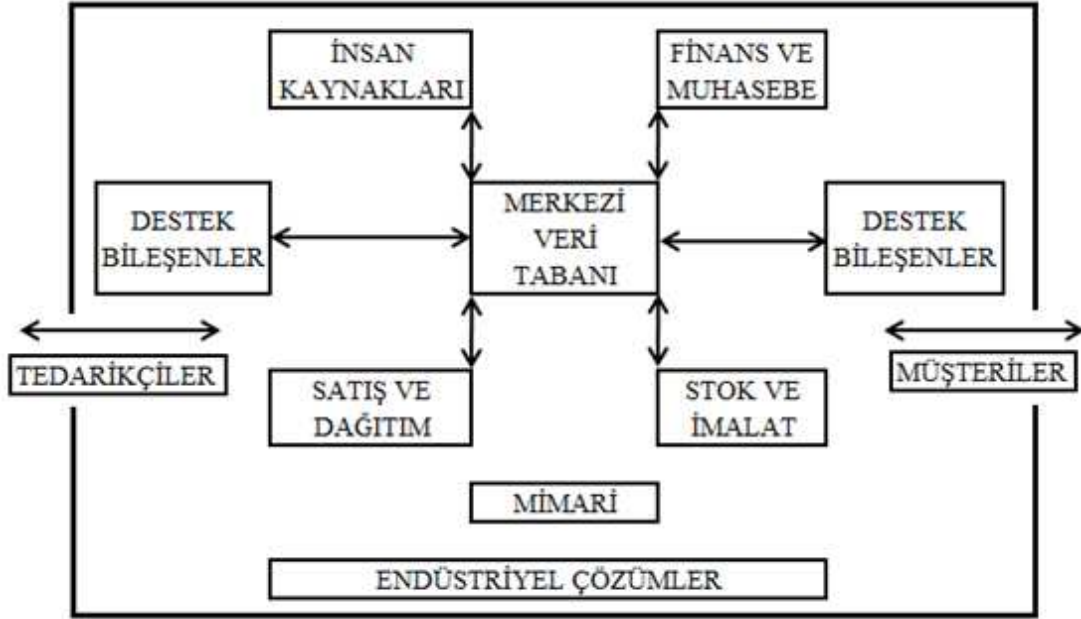 İNSAN
KAYNAKLARI
FİNANS VE
MUHASEBE
DESTEK
BİLEŞENLER
MERKEZİ
VERİ
TABANI
DESTEK
BİLEŞENLER
TEDARİKÇİLER
MÜŞTERİLER
SATIŞ VE
DAĞITIM
STOK VE
İMALAT
MİMARİ
ENDÜSTRİYEL ÇÖZÜMLER